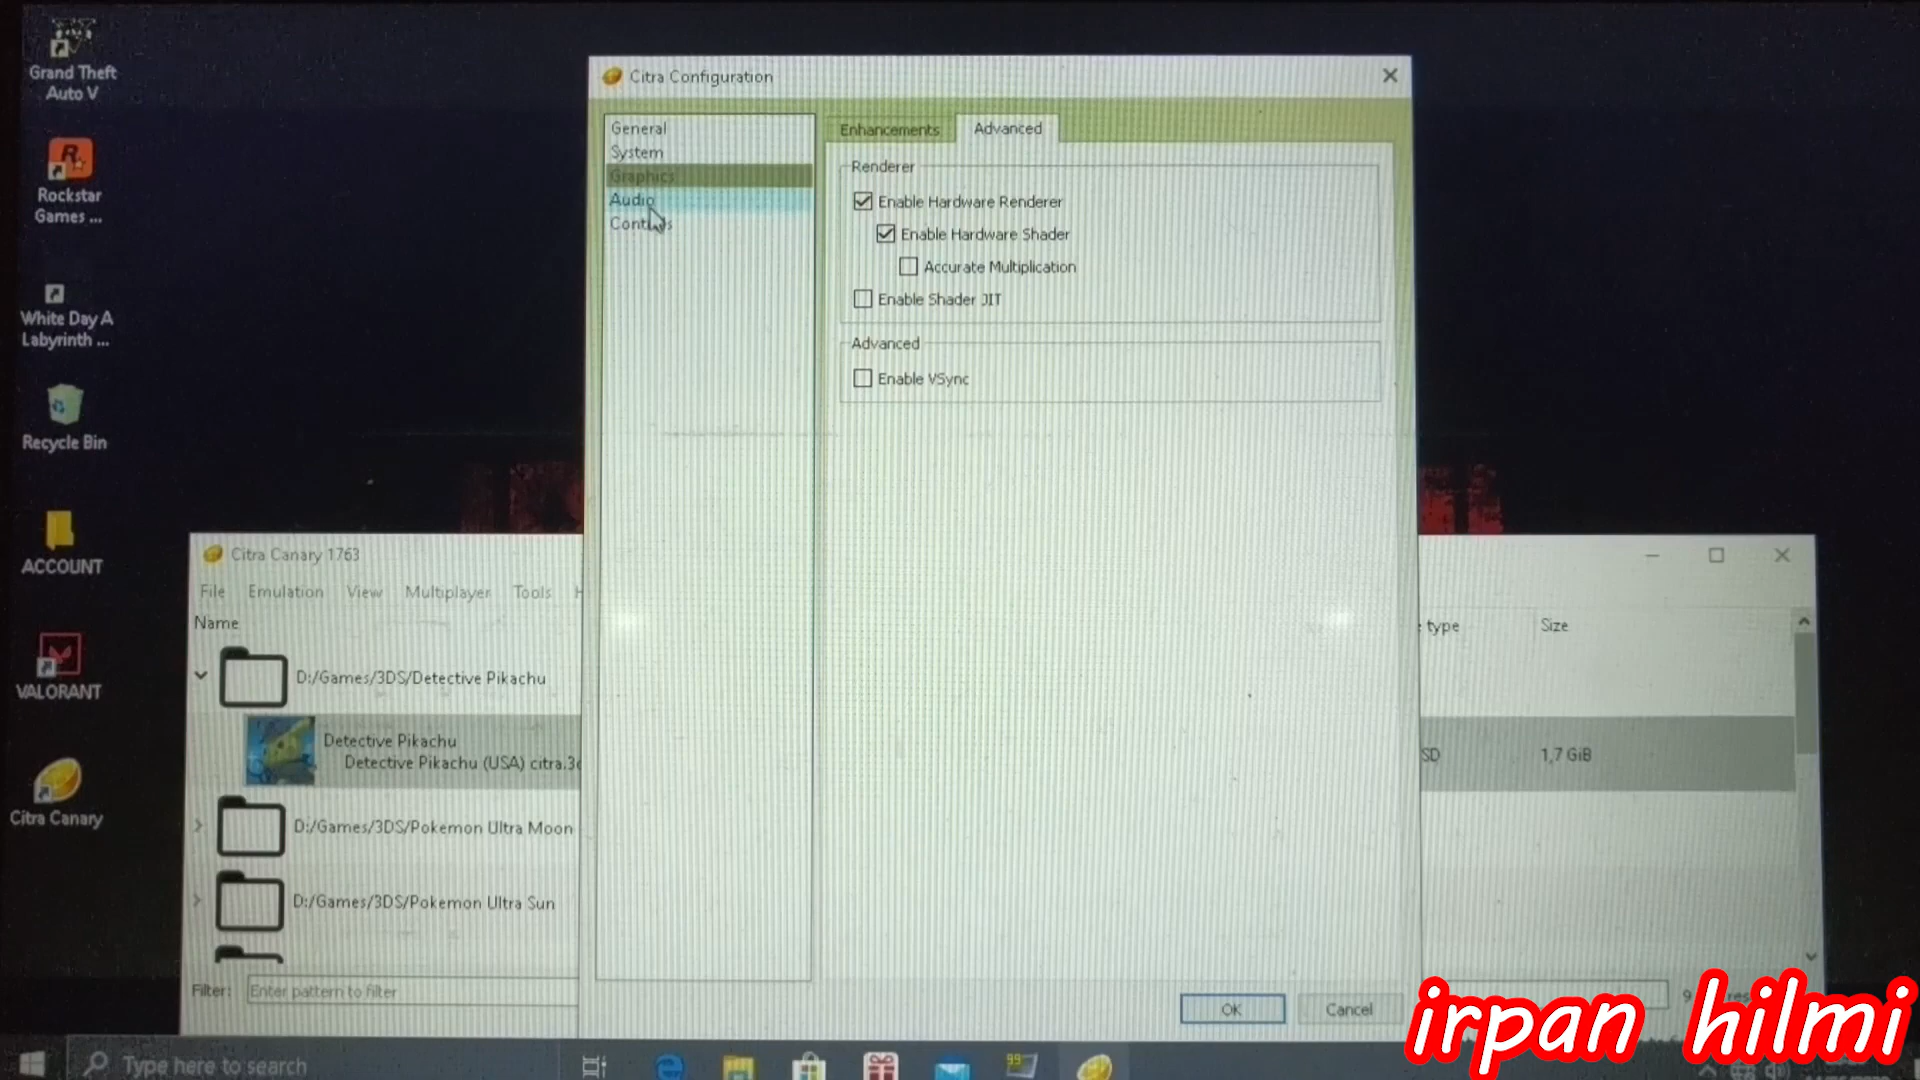 Grand Theft
Auto V
Rockstar
Games ...
White Day A
Labyrinth ...
Recycle Bin
ACCOUNT
VALORANT
Citra Canary
Citra Configuration
General
System
Graphics
Audio
Controls
Enhancements
Advanced
Renderer
Enable Hardware Renderer
Enable Hardware Shader
Accurate Multiplication
Enable Shader JIT
Advanced
Enable VSync
OK
Cancel
Citra Canary 1763
File Emulation View Multiplayer Tools H
Name
type
Size
D:/Games/3DS/Detective Pikachu
Detective Pikachu
Detective Pikachu (USA) citra.3d
SD
1,7 GiB
D:/Games/3DS/Pokemon Ultra Moon
D:/Games/3DS/Pokemon Ultra Sun
Filter:
Enter pattern to filter
9
res
irpan hilmi
Type here to search
99